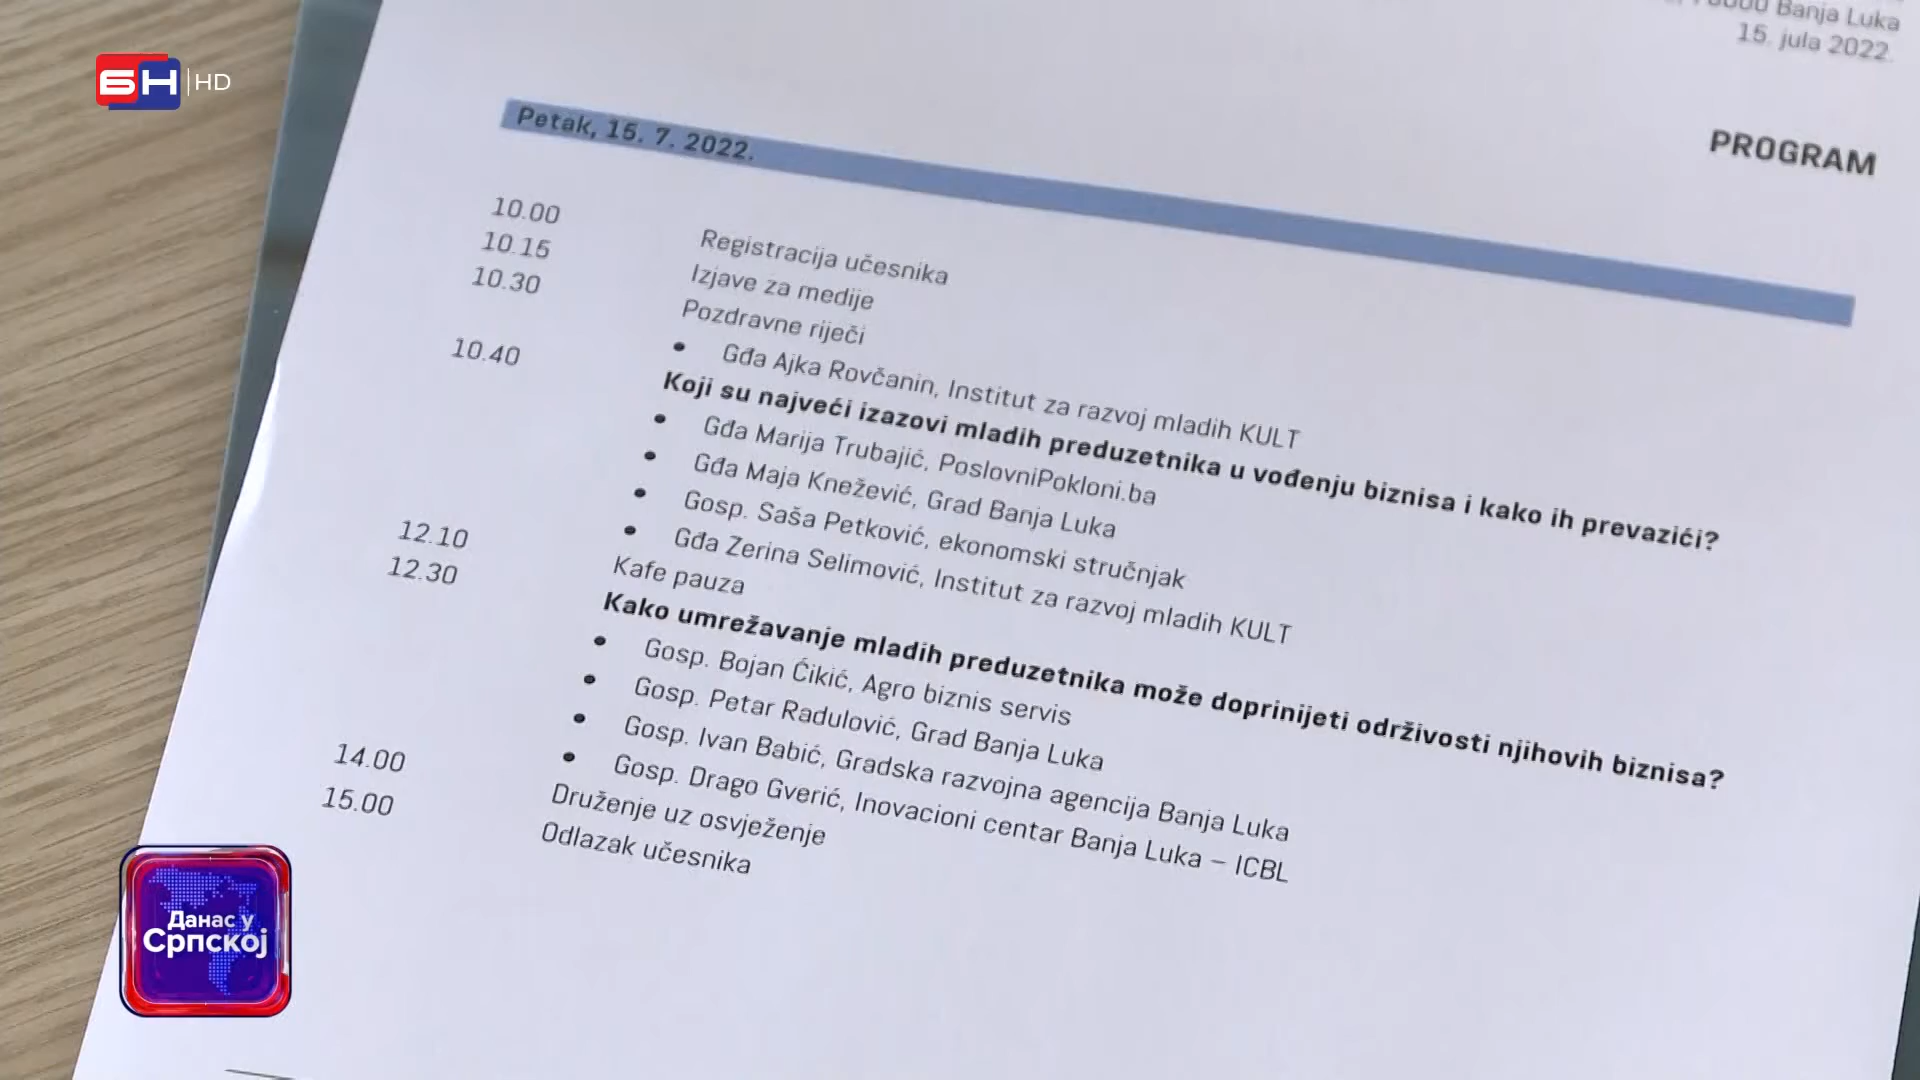 БН HD
Banja Luka
15. jula 2022.
PROGRAM
Petak, 15. 7. 2022.
10.00 Registracija učesnika
10.15 Izjave za medije
10.30 Pozdravne riječi
• Gđa Ajka Rovčanin, Institut za razvoj mladih KULT
10.40 Koji su najveći izazovi mladih preduzetnika u vođenju biznisa i kako ih prevazići?
• Gđa Marija Trubajić, PoslovniPokloni.ba
• Gđa Maja Knežević, Grad Banja Luka
• Gosp. Saša Petković, ekonomski stručnjak
• Gđa Zerina Selimović, Institut za razvoj mladih KULT
12.10 Kafe pauza
12.30 Kako umrežavanje mladih preduzetnika može doprinijeti održivosti njihovih biznisa?
• Gosp. Bojan Ćikić, Agro biznis servis
• Gosp. Petar Radulović, Grad Banja Luka
• Gosp. Ivan Babić, Gradska razvojna agencija Banja Luka
• Gosp. Drago Gverić, Inovacioni centar Banja Luka – ICBL
14.00 Druženje uz osvježenje
15.00 Odlazak učesnika
Данас у
Српској